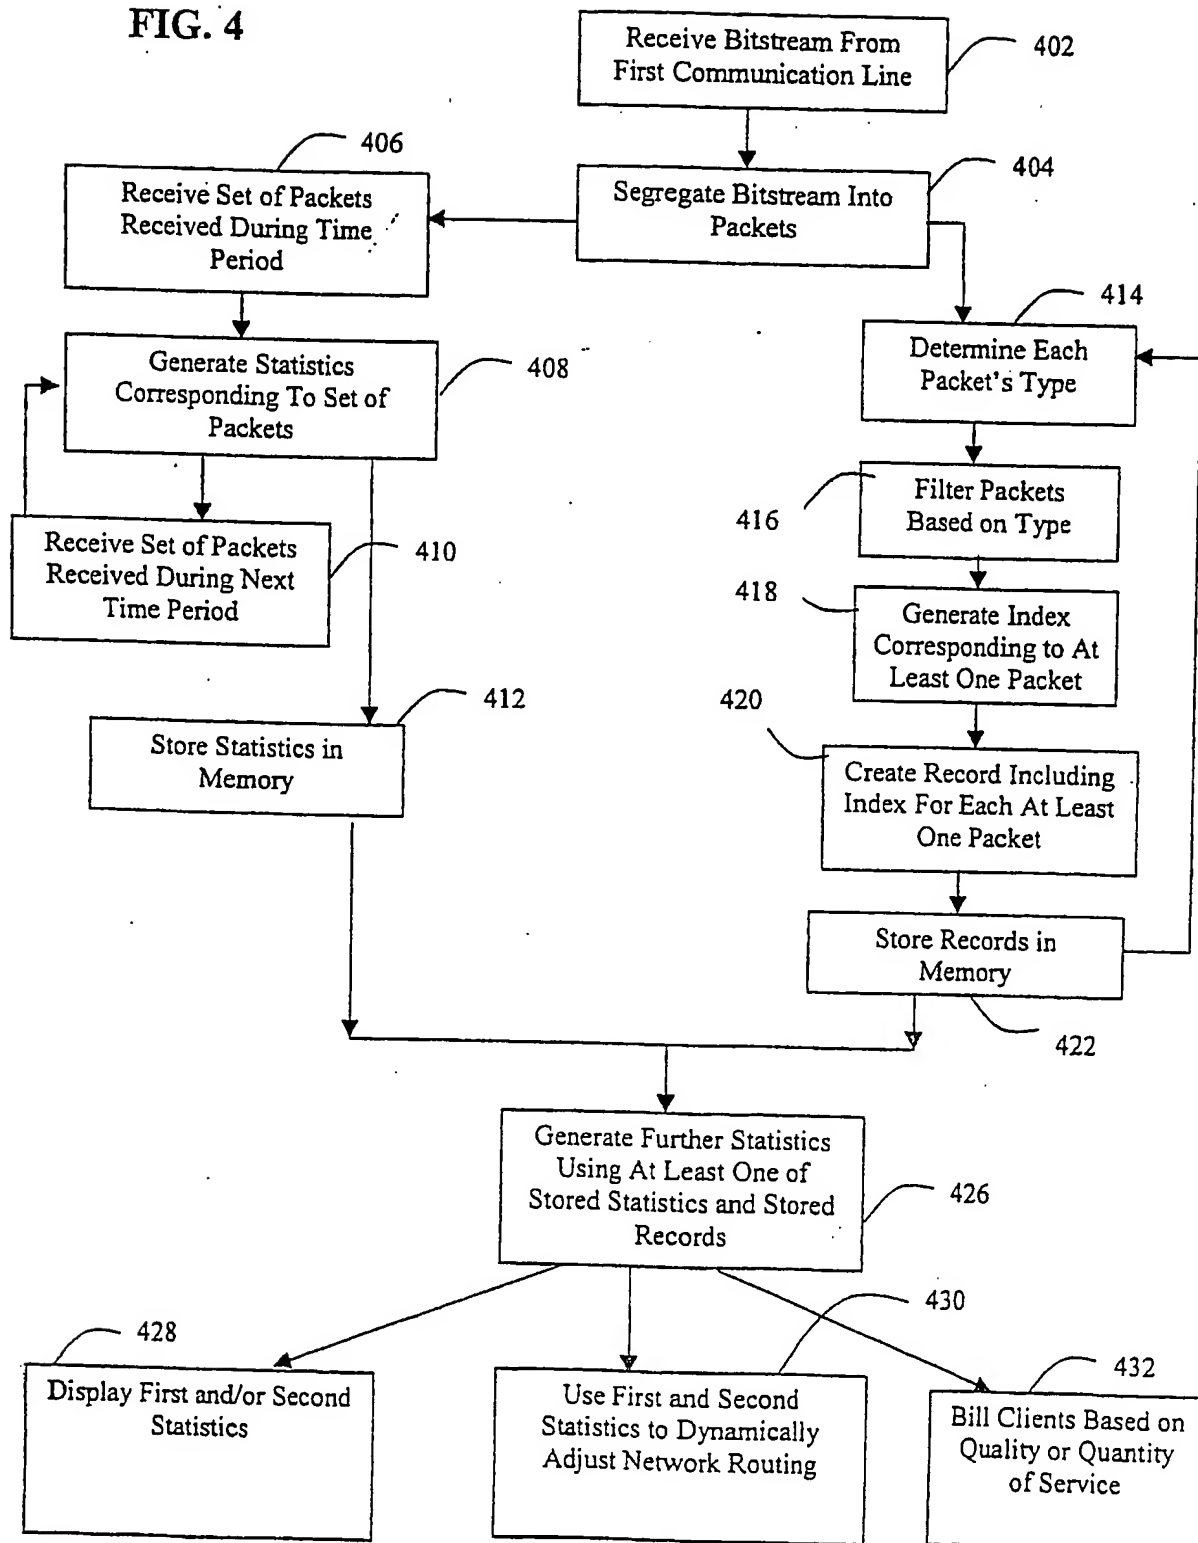 FIG. 4
Receive Bitstream From
First Communication Line
402
406
404
Receive Set of Packets
Received During Time
Period
Segregate Bitstream Into
Packets
414
Generate Statistics
Corresponding To Set of
Packets
408
Determine Each
Packet's Type
416
Filter Packets
Based on Type
Receive Set of Packets
Received During Next
Time Period
410
418
Generate Index
Corresponding to At
Least One Packet
412
420
Store Statistics in
Memory
Create Record Including
Index For Each At Least
One Packet
Store Records in
Memory
422
Generate Further Statistics
Using At Least One of
Stored Statistics and Stored
Records
426
430
428
432
Display First and/or Second
Statistics
Use First and Second
Statistics to Dynamically
Adjust Network Routing
Bill Clients Based on
Quality or Quantity
of Service